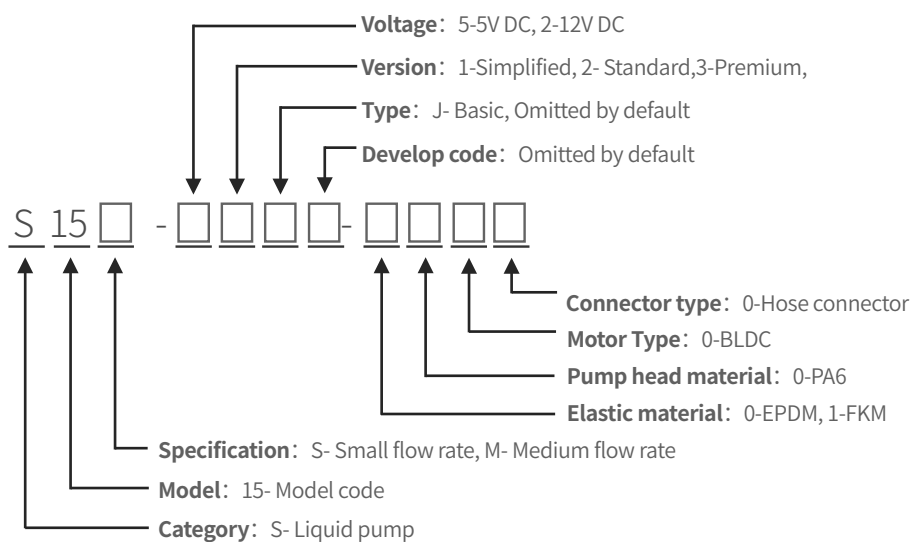 Voltage：5-5V DC, 2-12V DC
Version：1-Simplified, 2- Standard,3-Premium,
Type：J- Basic, Omitted by default
Develop code：Omitted by default
S 15 □ - □ □ □ □ - □ □ □ □
Connector type：0-Hose connector
Motor Type：0-BLDC
Pump head material：0-PA6
Elastic material：0-EPDM, 1-FKM
Specification：S- Small flow rate, M- Medium flow rate
Model：15- Model code
Category：S- Liquid pump